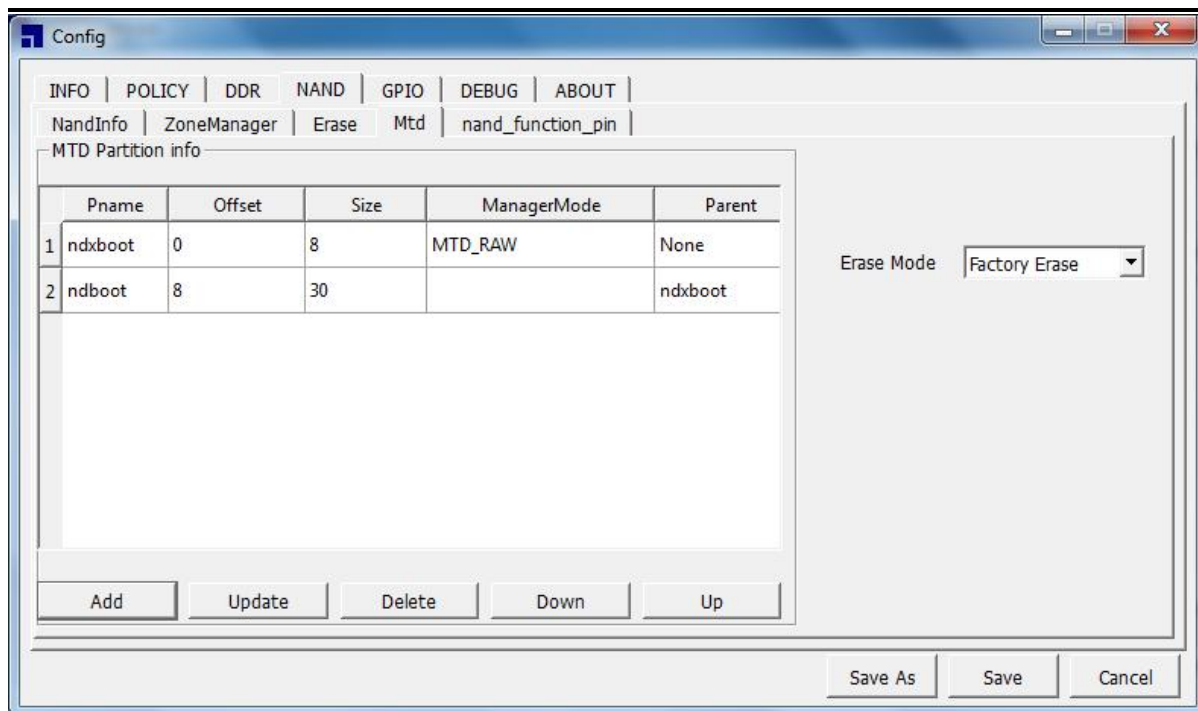 Config
INFO POLICY DDR NAND GPIO DEBUG ABOUT
NandInfo ZoneManager Erase Mtd nand_function_pin
MTD Partition info
Pname Offset Size ManagerMode Parent
1 ndxboot 0 8 MTD_RAW None
2 ndboot 8 30 ndxboot
Erase Mode Factory Erase
Add Update Delete Down Up
Save As Save Cancel